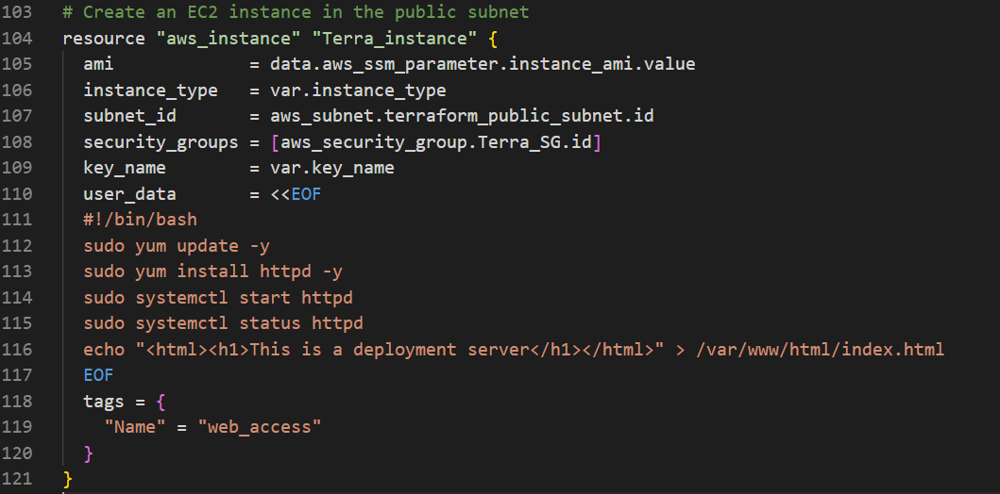 103 # Create an EC2 instance in the public subnet
104 resource "aws_instance" "Terra_instance" {
105   ami             = data.aws_ssm_parameter.instance_ami.value
106   instance_type   = var.instance_type
107   subnet_id       = aws_subnet.terraform_public_subnet.id
108   security_groups = [aws_security_group.Terra_SG.id]
109   key_name        = var.key_name
110   user_data       = <<EOF
111   #!/bin/bash
112   sudo yum update -y
113   sudo yum install httpd -y
114   sudo systemctl start httpd
115   sudo systemctl status httpd
116   echo "<html><h1>This is a deployment server</h1></html>" > /var/www/html/index.html
117   EOF
118   tags = {
119     "Name" = "web_access"
120   }
121 }